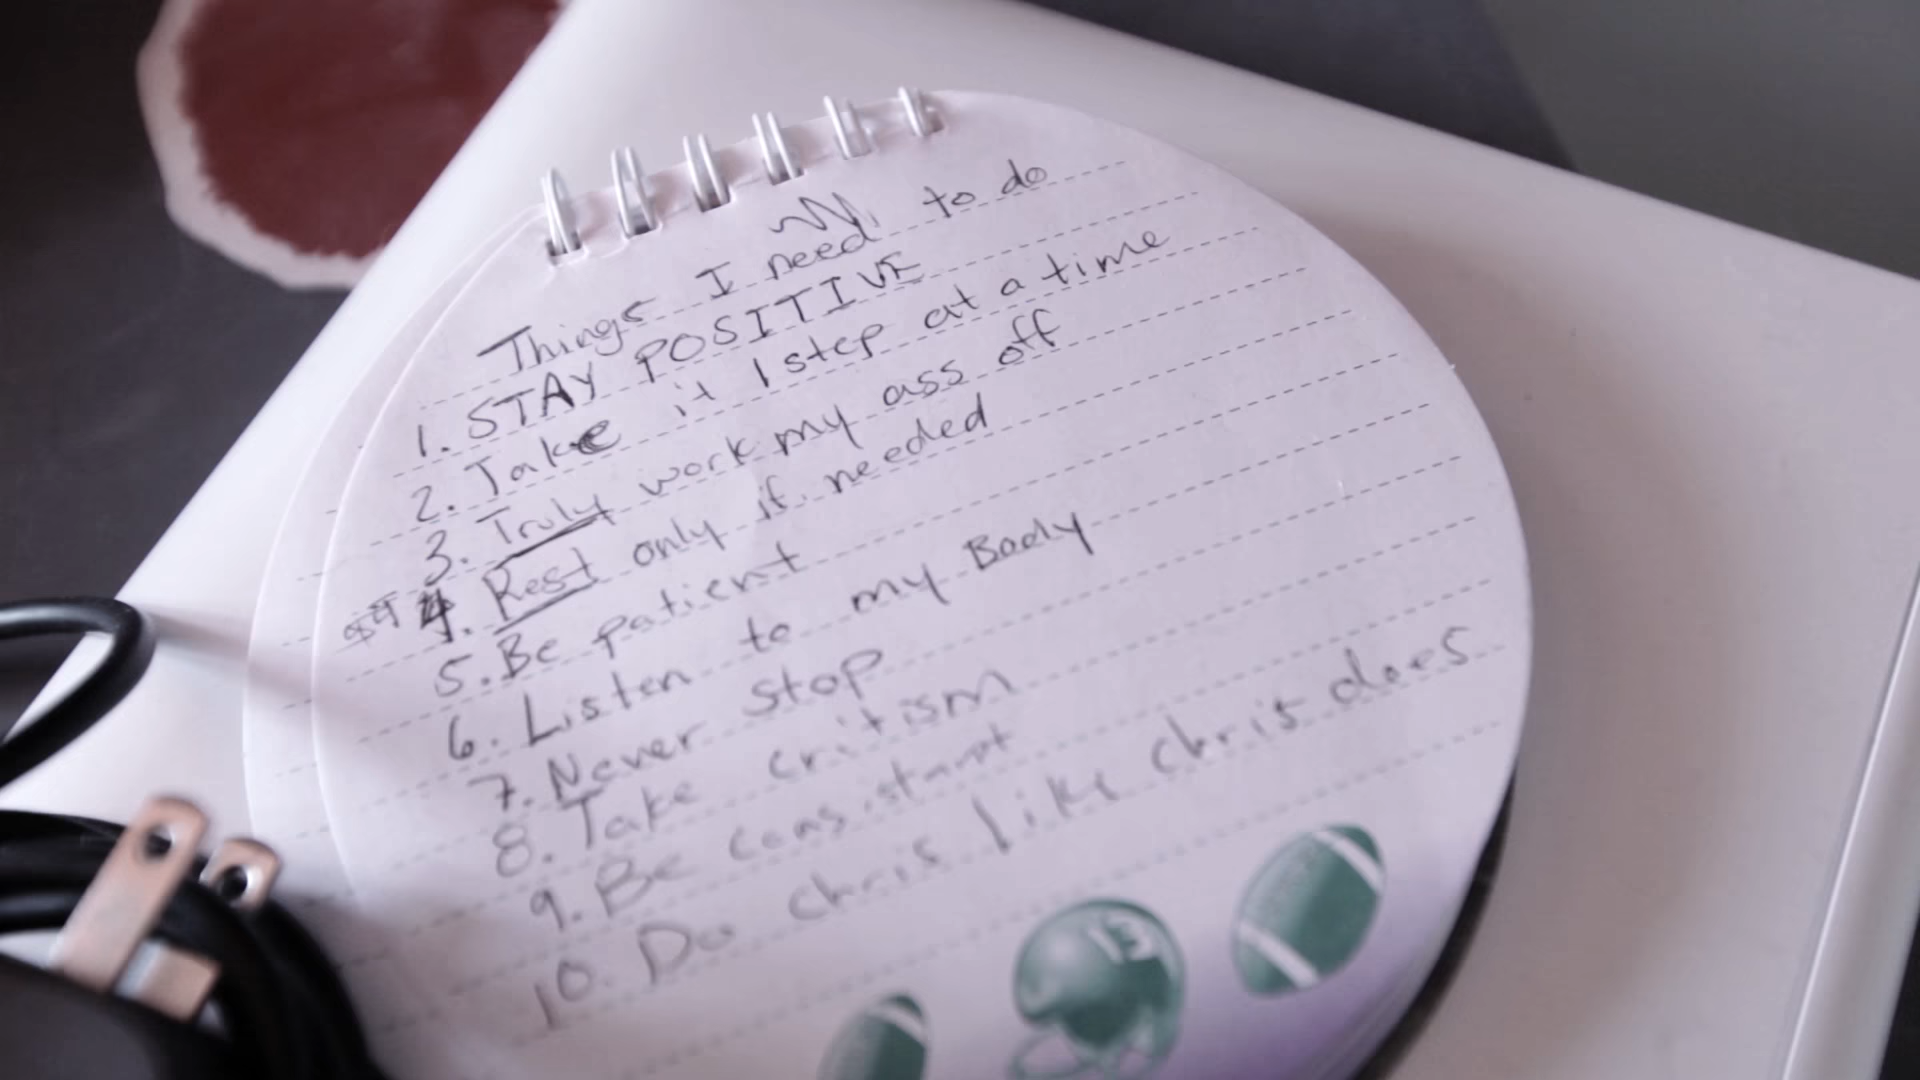 Things I need to do
1. STAY POSITIVE
2. Take it 1 step at a time
3. Truly work my ass off
4. Rest only if needed
5. Be patient
6. Listen to my Body
7. Never stop
8. Take critism
9. Be consistant
10. Do chris like chris does